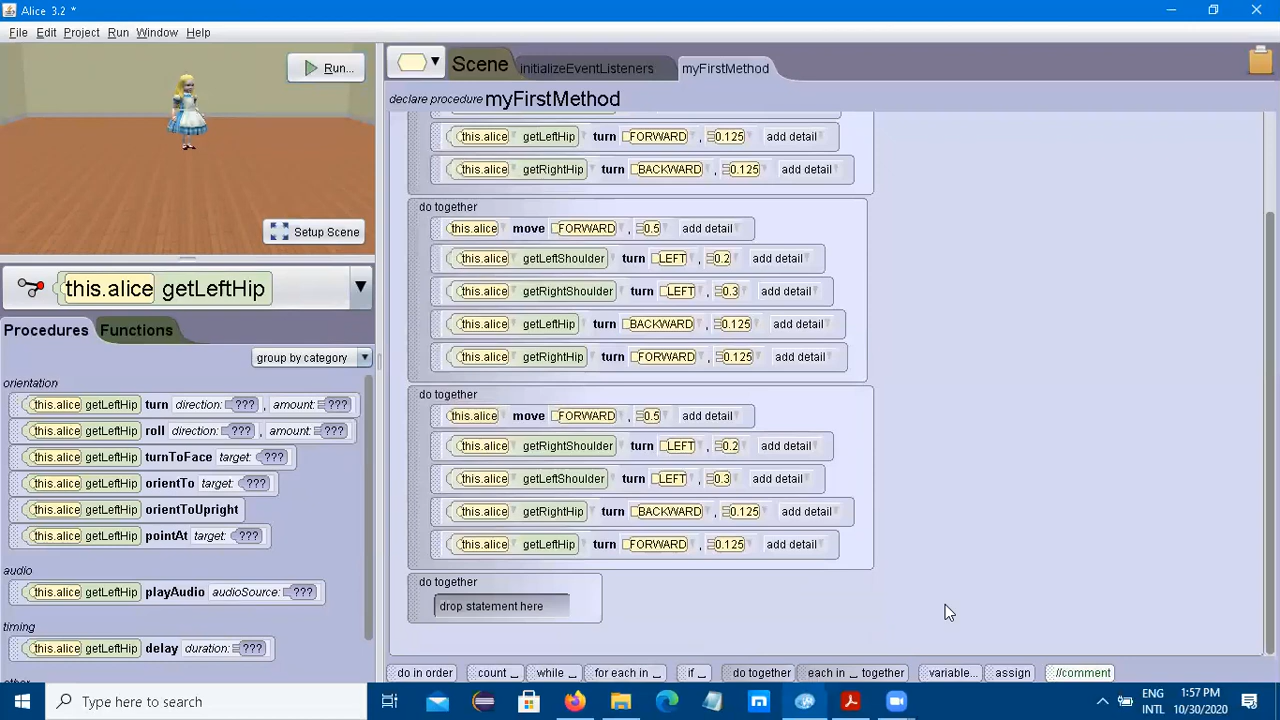 Alice 3.2 *
File Edit Project Run Window Help
Run...
Setup Scene
this.alice getLeftHip
Procedures Functions
group by category
orientation
this.alice getLeftHip turn direction: ??? , amount: ???
this.alice getLeftHip roll direction: ??? , amount: ???
this.alice getLeftHip turnToFace target: ???
this.alice getLeftHip orientTo target: ???
this.alice getLeftHip orientToUpright
this.alice getLeftHip pointAt target: ???
audio
this.alice getLeftHip playAudio audioSource: ???
timing
this.alice getLeftHip delay duration: ???
Scene initializeEventListeners myFirstMethod
declare procedure myFirstMethod
this.alice getLeftHip turn FORWARD , 0.125 add detail
this.alice getRightHip turn BACKWARD , 0.125 add detail
do together
this.alice move FORWARD , 0.5 add detail
this.alice getLeftShoulder turn LEFT , 0.2 add detail
this.alice getRightShoulder turn LEFT , 0.3 add detail
this.alice getLeftHip turn BACKWARD , 0.125 add detail
this.alice getRightHip turn FORWARD , 0.125 add detail
do together
this.alice move FORWARD , 0.5 add detail
this.alice getRightShoulder turn LEFT , 0.2 add detail
this.alice getLeftShoulder turn LEFT , 0.3 add detail
this.alice getRightHip turn BACKWARD , 0.125 add detail
this.alice getLeftHip turn FORWARD , 0.125 add detail
do together
drop statement here
do in order count _ while _ for each in _ if _ do together each in _ together variable... assign //comment
Type here to search
ENG
INTL
1:57 PM
10/30/2020